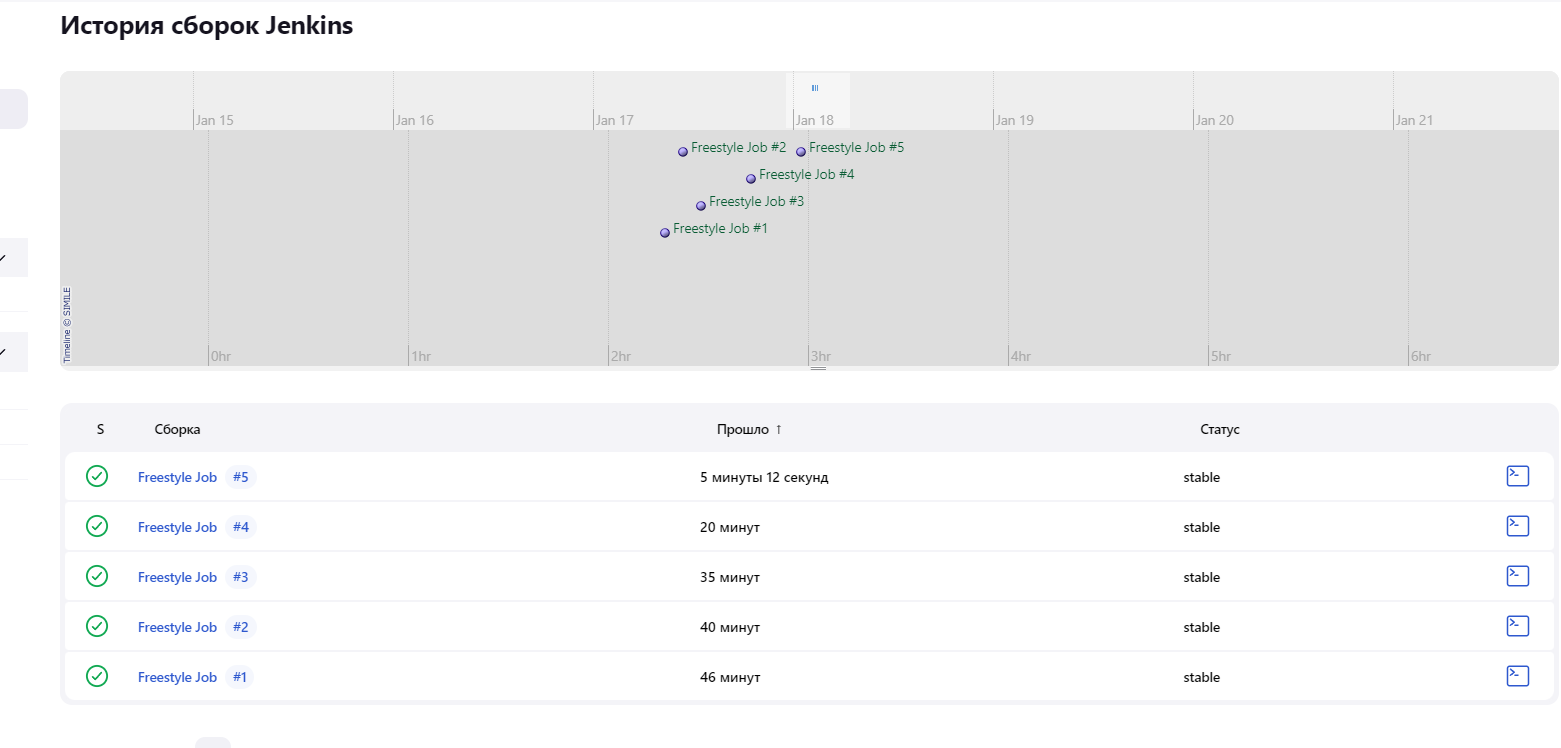 История сборок Jenkins
Jan 15 Jan 16 Jan 17 Jan 18 Jan 19 Jan 20 Jan 21
Freestyle Job #2 Freestyle Job #5
Freestyle Job #4
Freestyle Job #3
Freestyle Job #1
Timeline © SIMILE
0hr 1hr 2hr 3hr 4hr 5hr 6hr
S Сборка Прошло ↑ Статус
Freestyle Job #5 5 минуты 12 секунд stable
Freestyle Job #4 20 минут stable
Freestyle Job #3 35 минут stable
Freestyle Job #2 40 минут stable
Freestyle Job #1 46 минут stable